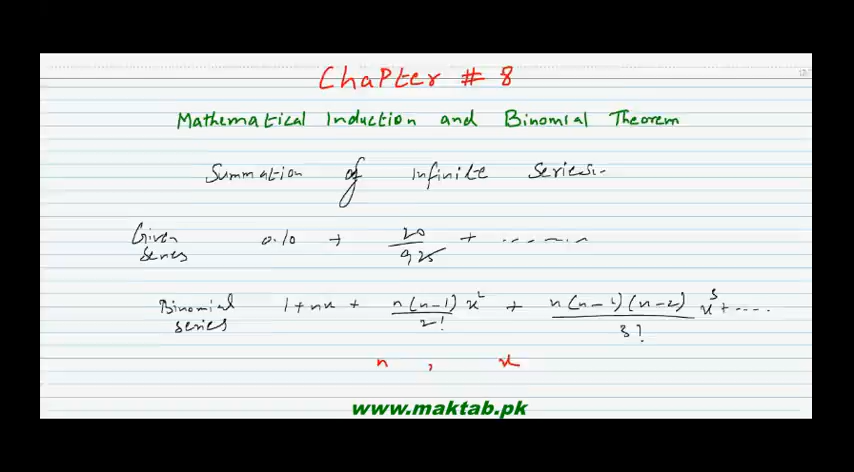 Chapter # 8
Mathematical Induction and Binomial Theorem
Summation of Infinite Series:-
Given series 0.10 + 20/925 + .........
Binomial series 1 + nx + n(n-1)/2! x² + n(n-1)(n-2)/3! x³ + ....
n , x
www.maktab.pk